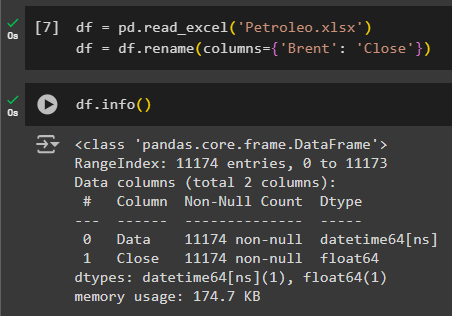 [7] df = pd.read_excel('Petroleo.xlsx')
df = df.rename(columns={'Brent': 'Close'})
0s
df.info()
0s
<class 'pandas.core.frame.DataFrame'>
RangeIndex: 11174 entries, 0 to 11173
Data columns (total 2 columns):
 #   Column  Non-Null Count  Dtype
---  ------  --------------  -----
 0   Data    11174 non-null  datetime64[ns]
 1   Close   11174 non-null  float64
dtypes: datetime64[ns](1), float64(1)
memory usage: 174.7 KB